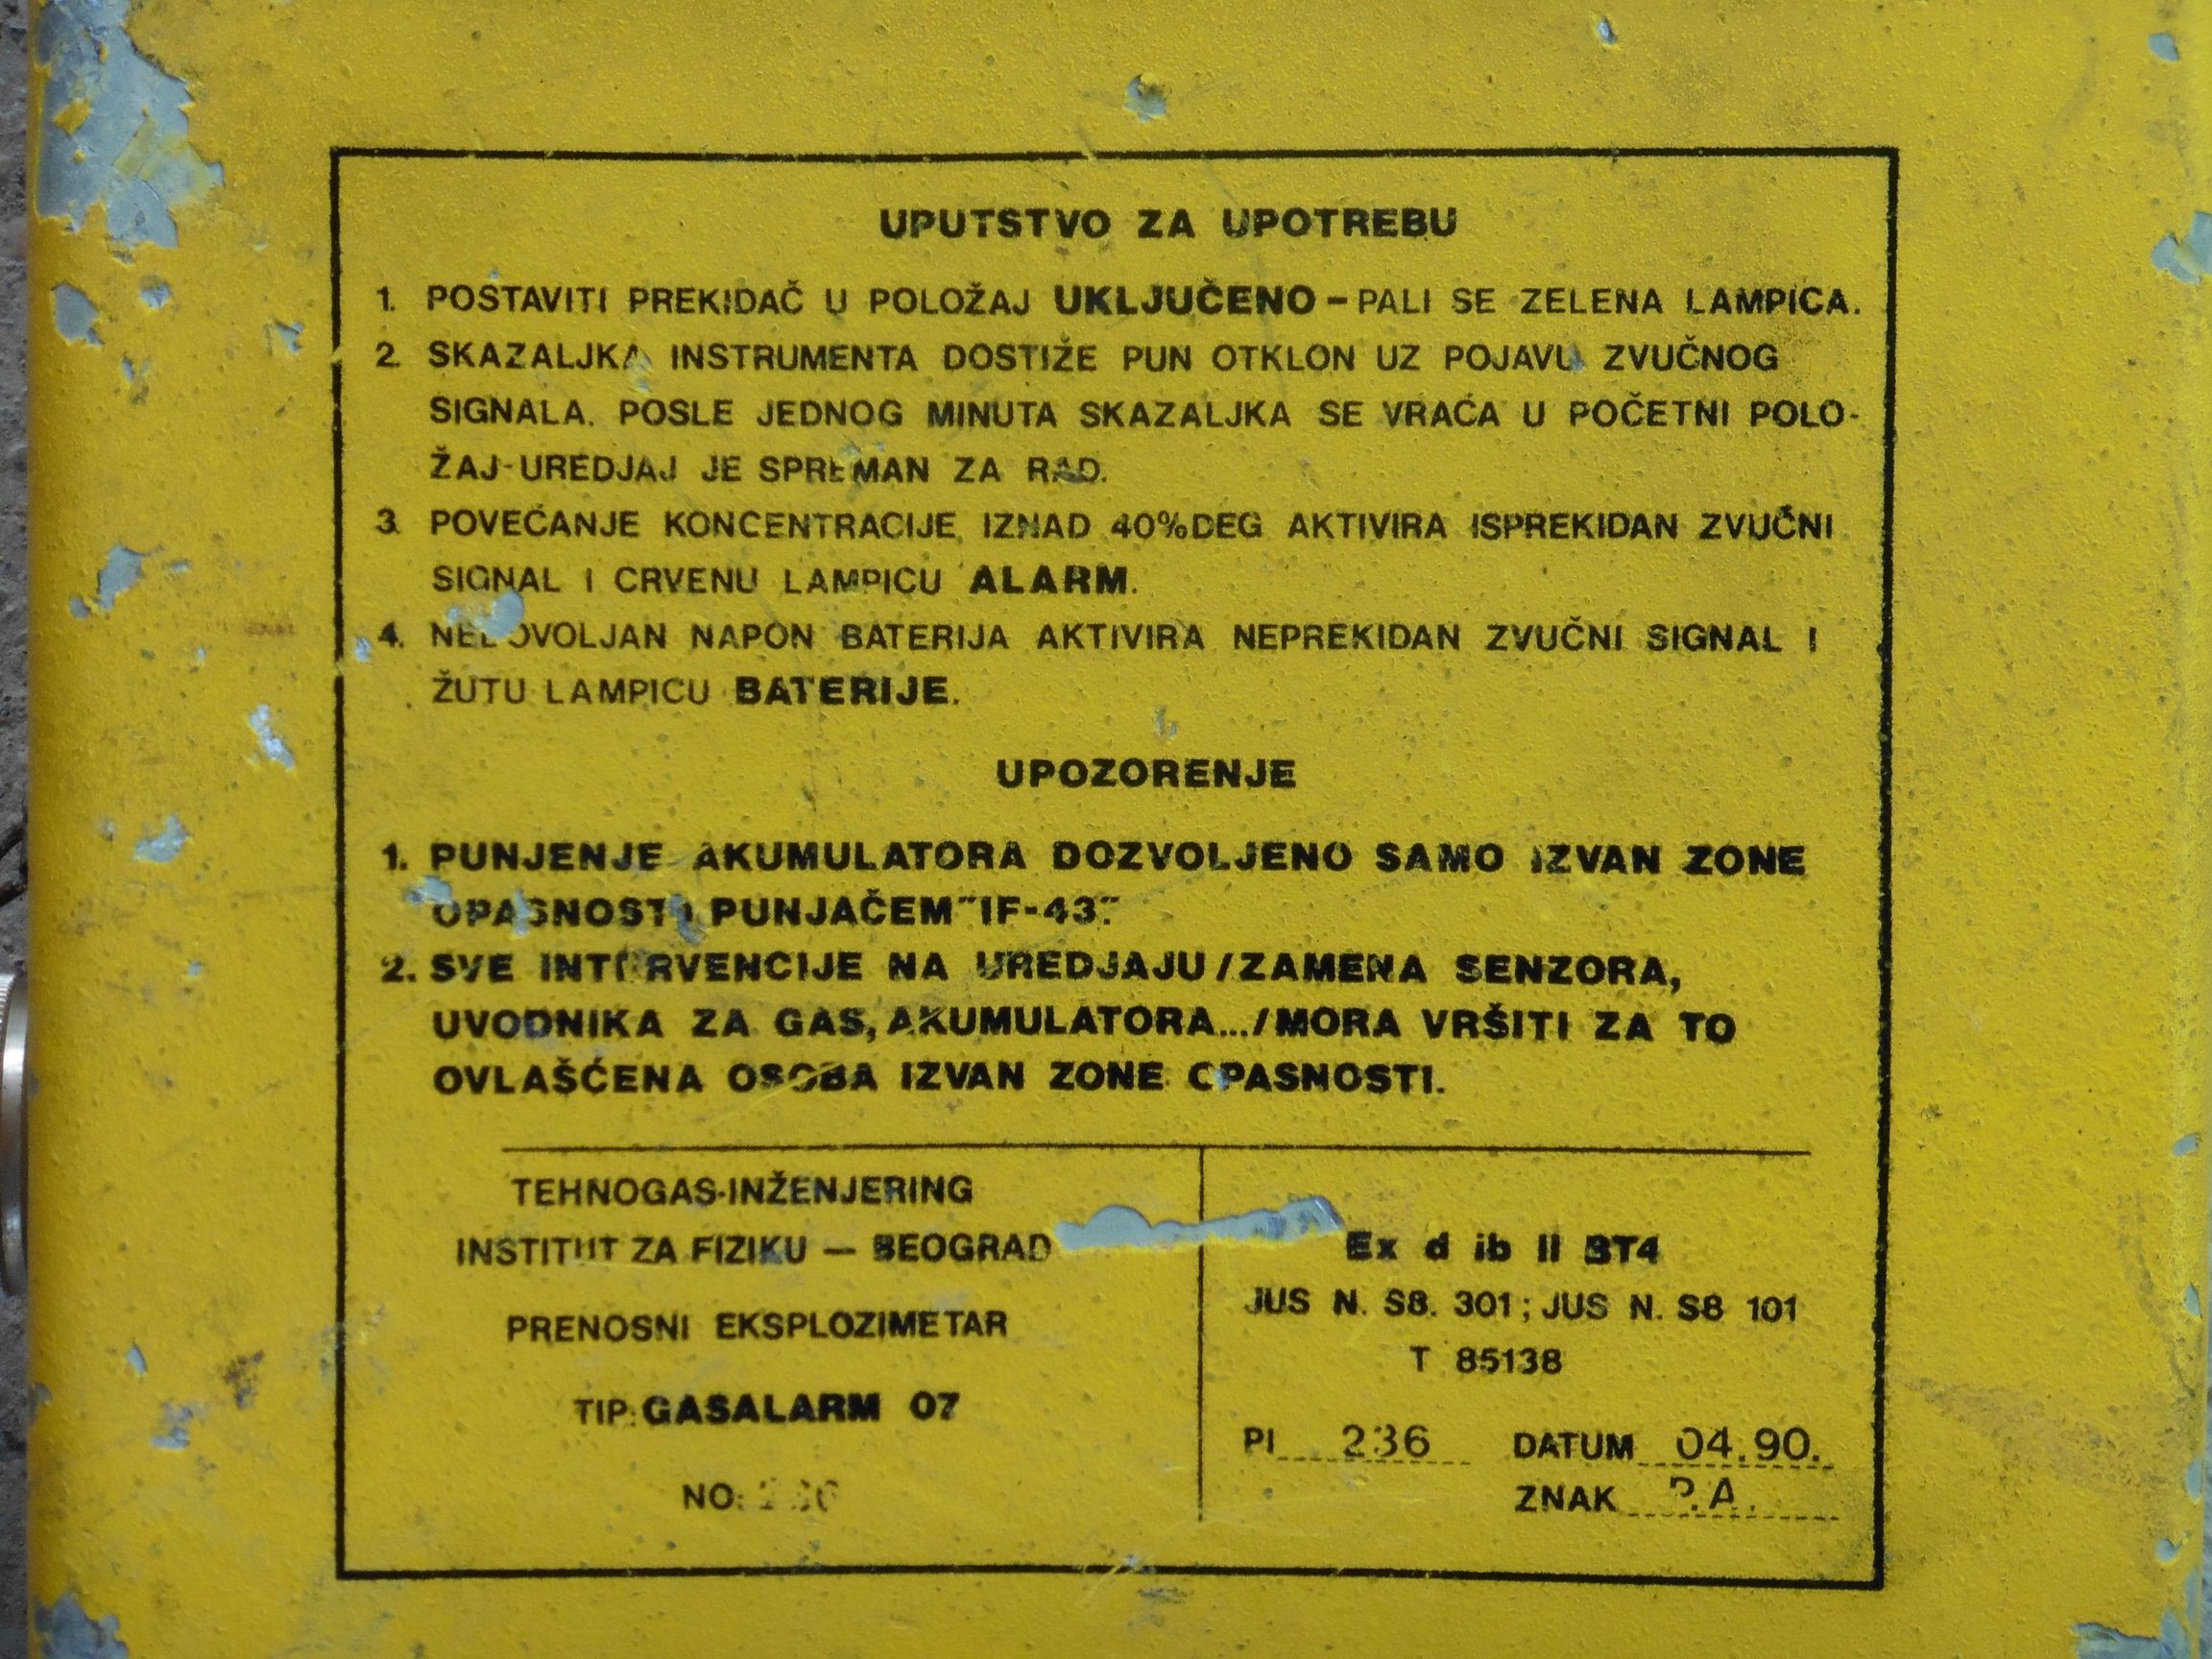 UPUTSTVO ZA UPOTREBU
1. POSTAVITI PREKIDAČ U POLOŽAJ UKLJUČENO – PALI SE ZELENA LAMPICA.
2. SKAZALJKA INSTRUMENTA DOSTIŽE PUN OTKLON UZ POJAVU ZVUČNOG
SIGNALA. POSLE JEDNOG MINUTA SKAZALJKA SE VRAĆA U POČETNI POLO-
ŽAJ-UREDJAJ JE SPREMAN ZA RAD.
3. POVEĆANJE KONCENTRACIJE IZNAD 40%DEG AKTIVIRA ISPREKIDAN ZVUČNI
SIGNAL I CRVENU LAMPICU ALARM.
4. NEDOVOLJAN NAPON BATERIJA AKTIVIRA NEPREKIDAN ZVUČNI SIGNAL I
ŽUTU LAMPICU BATERIJE.
UPOZORENJE
1. PUNJENJE AKUMULATORA DOZVOLJENO SAMO IZVAN ZONE
OPASNOSTI PUNJAČEM "IF-43".
2. SVE INTERVENCIJE NA UREDJAJU /ZAMENA SENZORA,
UVODNIKA ZA GAS, AKUMULATORA.../ MORA VRŠITI ZA TO
OVLAŠĆENA OSOBA IZVAN ZONE OPASNOSTI.
TEHNOGAS-INŽENJERING
INSTITUT ZA FIZIKU — BEOGRAD
PRENOSNI EKSPLOZIMETAR
TIP: GASALARM 07
NO:
Ex d ib II BT4
JUS N. S8. 301; JUS N. S8 101
T 85138
PI 236 DATUM 04.90.
ZNAK P.A.